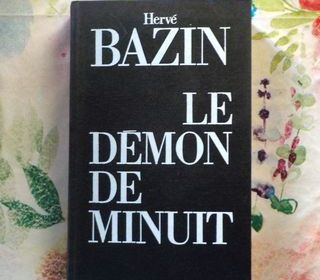 Hervé
BAZIN
LE
DÉMON
DE
MINUIT